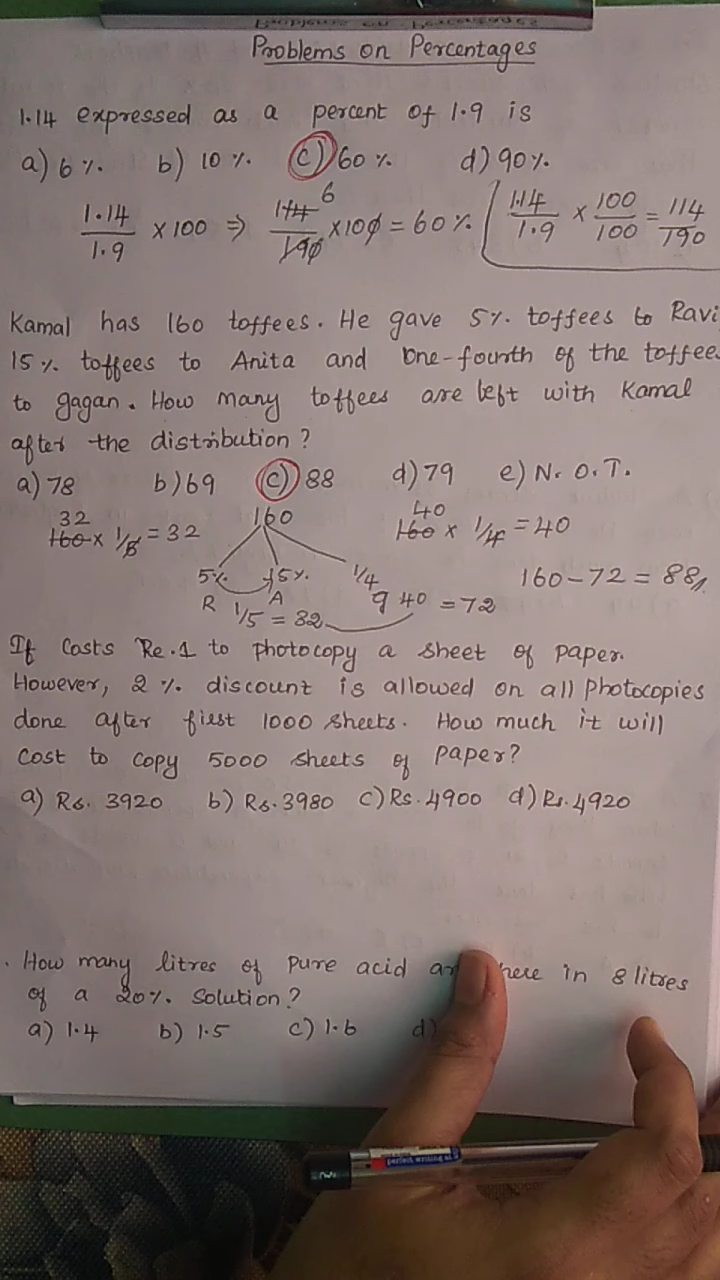 Problems on Percentages
1.14 expressed as a percent of 1.9 is
a) 6 %. b) 10 %. (c) 60 %. d) 90%.
1.14/1.9 x 100 ⇒ 114/190 6 x 100 = 60 %. 1.14/1.9 x 100/100 = 114/190
Kamal has 160 toffees. He gave 5%. toffees to Ravi
15 %. toffees to Anita and one-fourth of the toffee
to gagan. How many toffees are left with Kamal
after the distribution?
a) 78 b) 69 (c) 88 d) 79 e) N. O. T.
32 160 x 1/5 = 32 160 40 160 x 1/4 = 40
5% 15%. 1/4 160 - 72 = 88
R A 1/5 = 32 40 = 72
If Costs Re.1 to photocopy a sheet of paper.
However, 2 %. discount is allowed on all Photocopies
done after first 1000 sheets. How much it will
Cost to Copy 5000 sheets of paper?
a) Rs. 3920 b) Rs. 3980 c) Rs. 4900 d) Rs. 4920
. How many litres of pure acid in 8 litres
of a 20%. Solution?
a) 1.4 b) 1.5 c) 1.6 d)